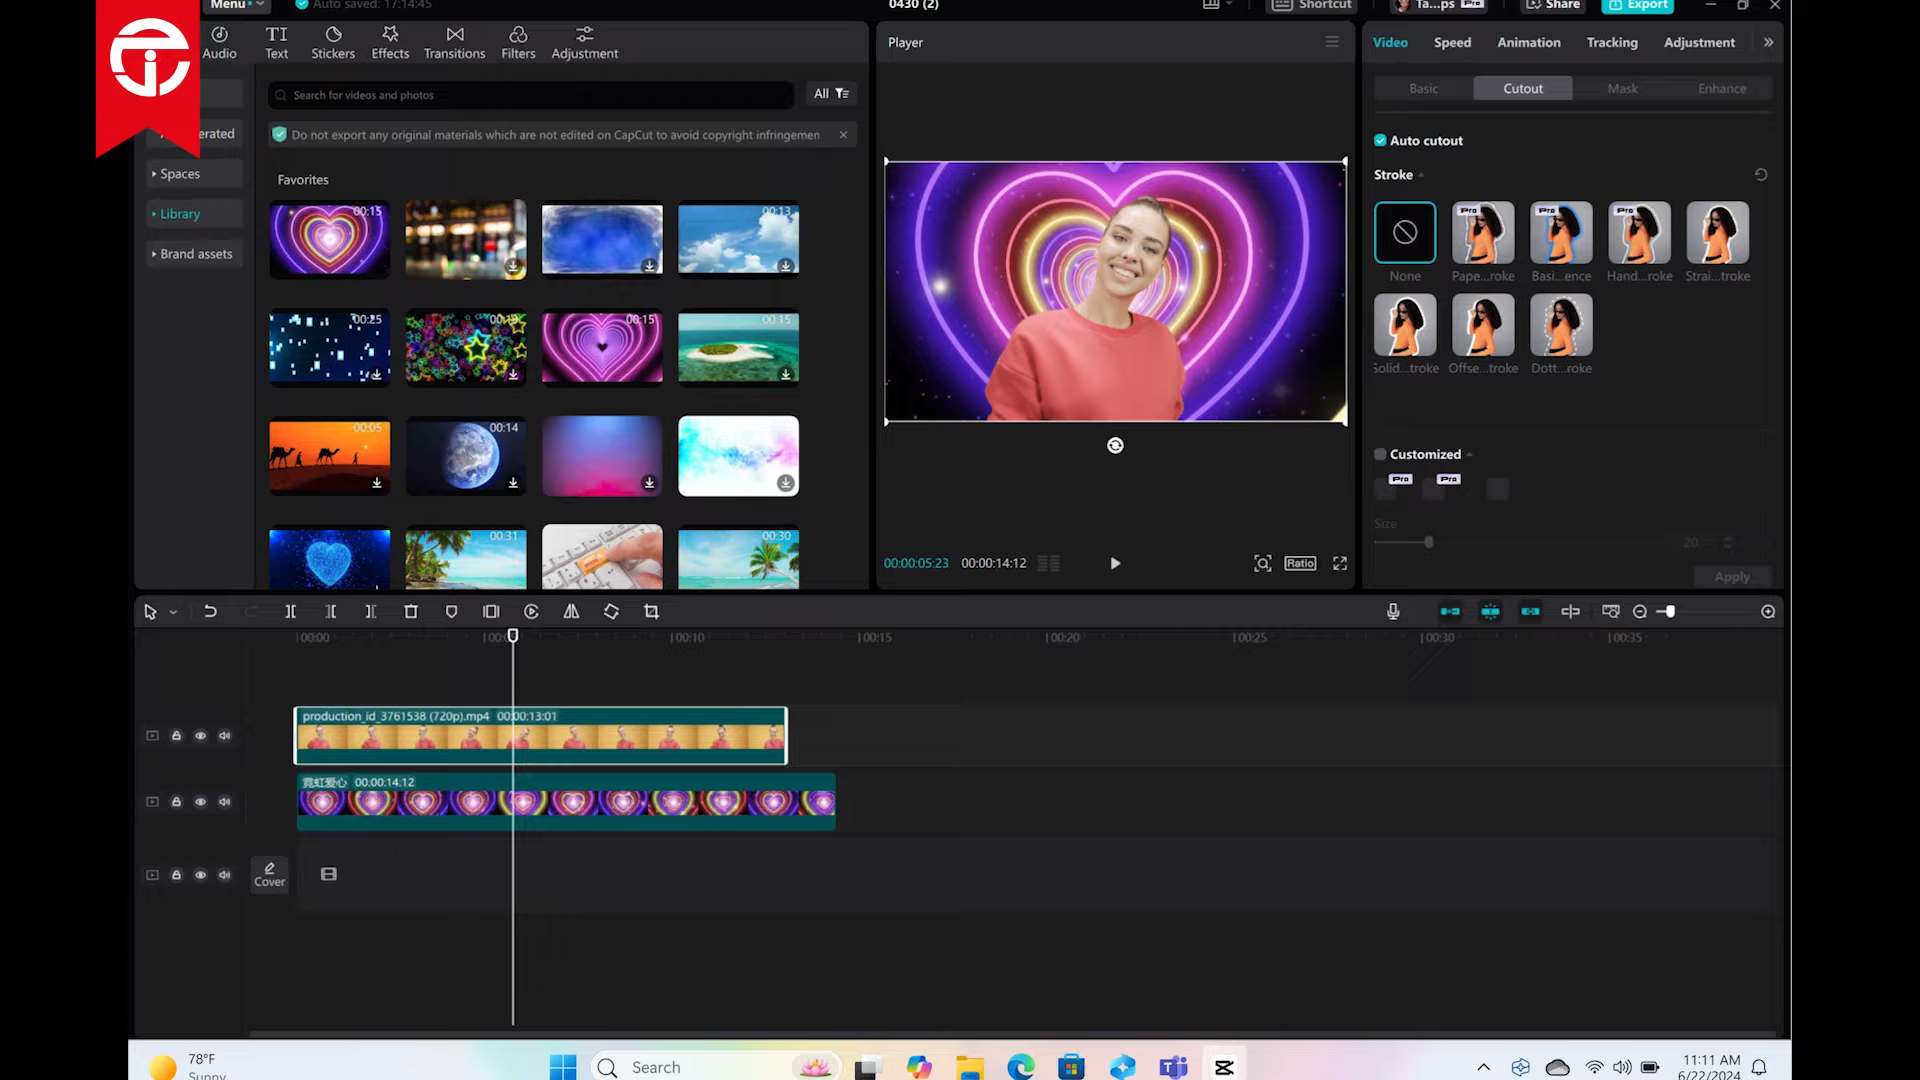 Menu
Auto saved: 17:14:45
0430 (2)
Shortcut
Ta...ps
Pro
Share
Export
Audio
TI
Text
Stickers
Effects
Transitions
Filters
Adjustment
Player
Video
Speed
Animation
Tracking
Adjustment
Search for videos and photos
All
Basic
Cutout
Mask
Enhance
erated
Do not export any original materials which are not edited on CapCut to avoid copyright infringemen
Auto cutout
Spaces
Favorites
Stroke
Library
00:15
00:13
Pro
Pro
Pro
Brand assets
None
Pape...roke
Basi...ence
Hand...roke
Strai...troke
00:25
00:15
00:15
Solid...troke
Offse...troke
Dott...roke
00:05
00:14
Customized
Pro
Pro
Size
00:31
00:30
20
00:00:05:23
00:00:14:12
Ratio
Apply
00:00
00:10
00:15
00:20
00:25
00:30
00:35
production_id_3761538 (720p).mp4 00:00:13:01
霓虹爱心 00:00:14:12
Cover
78°F
Sunny
Search
11:11 AM
6/22/2024